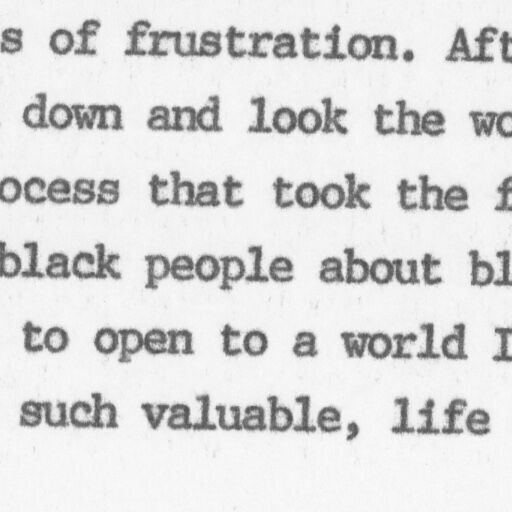 s of frustration. Aft
down and look the wo
ocess that took the f
black people about bl
to open to a world I
such valuable, life